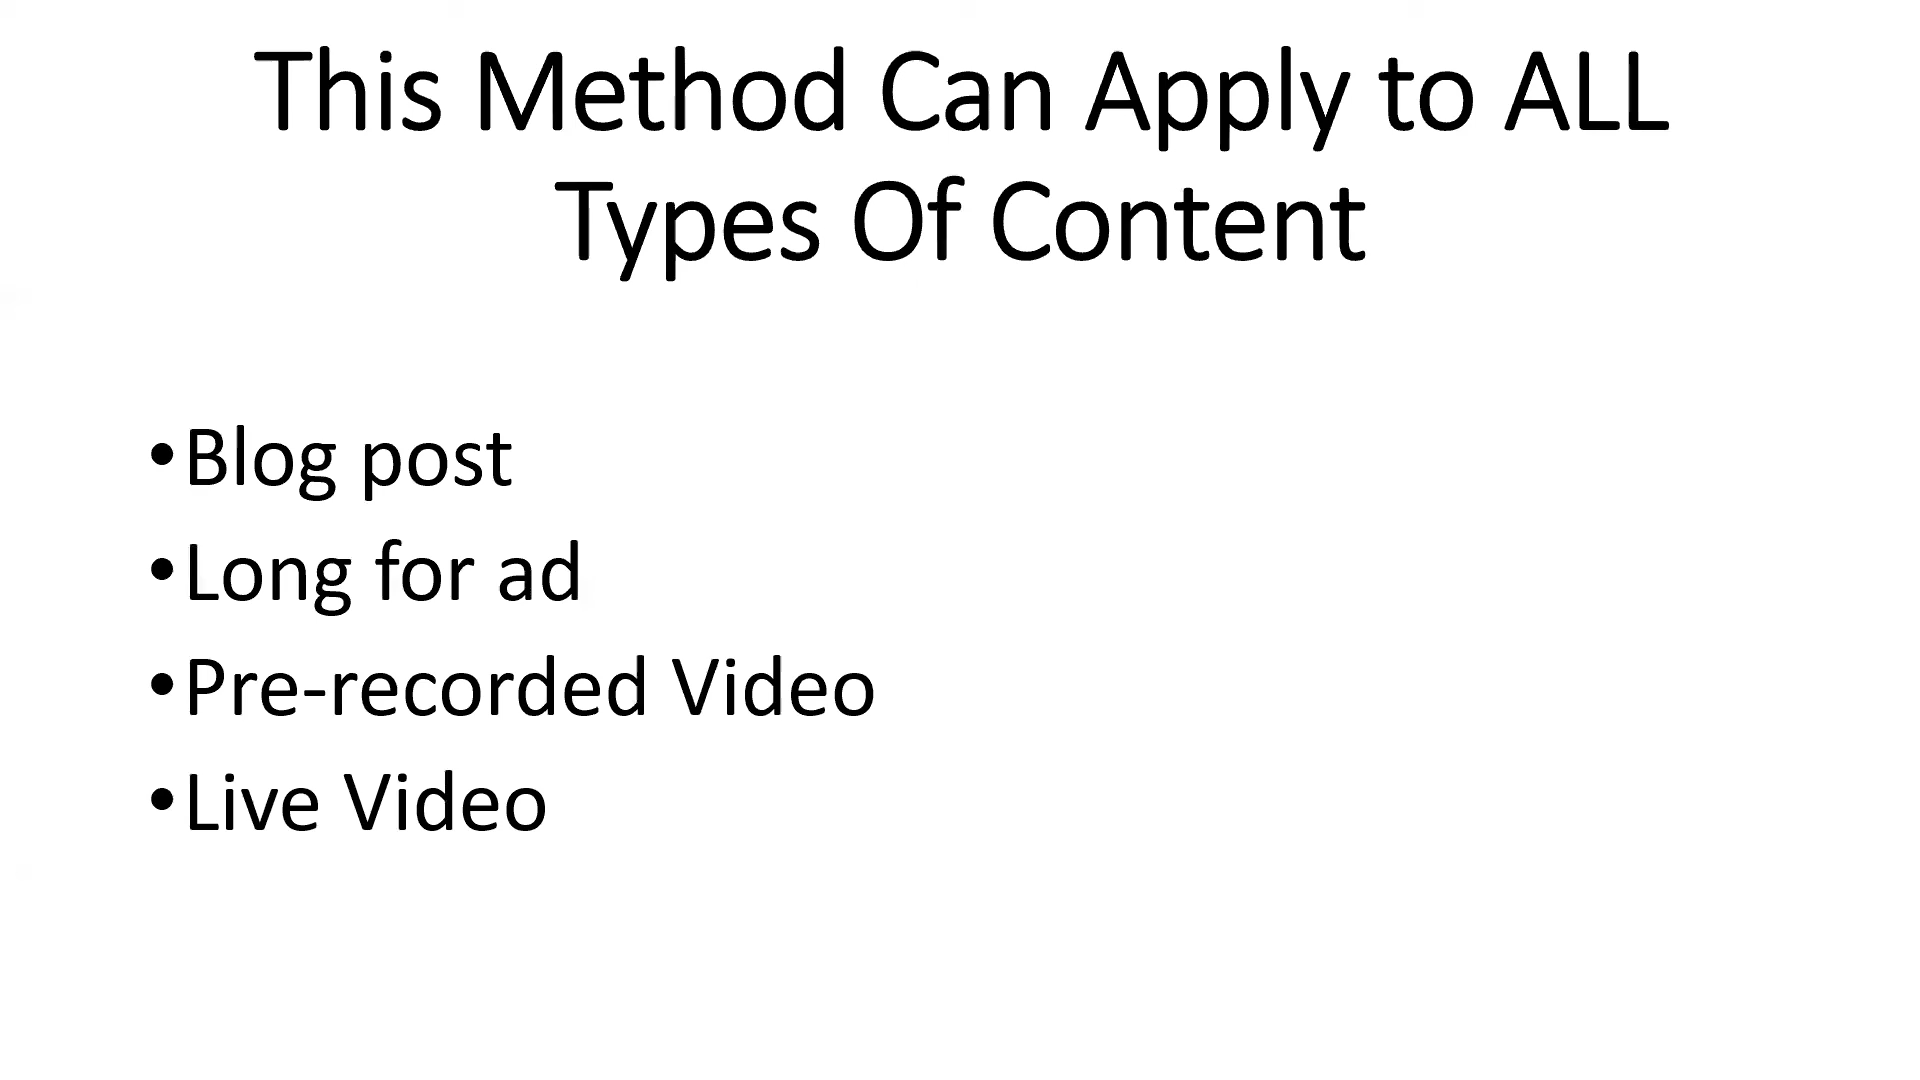 This Method Can Apply to ALL
Types Of Content
•Blog post
•Long for ad
•Pre-recorded Video
•Live Video